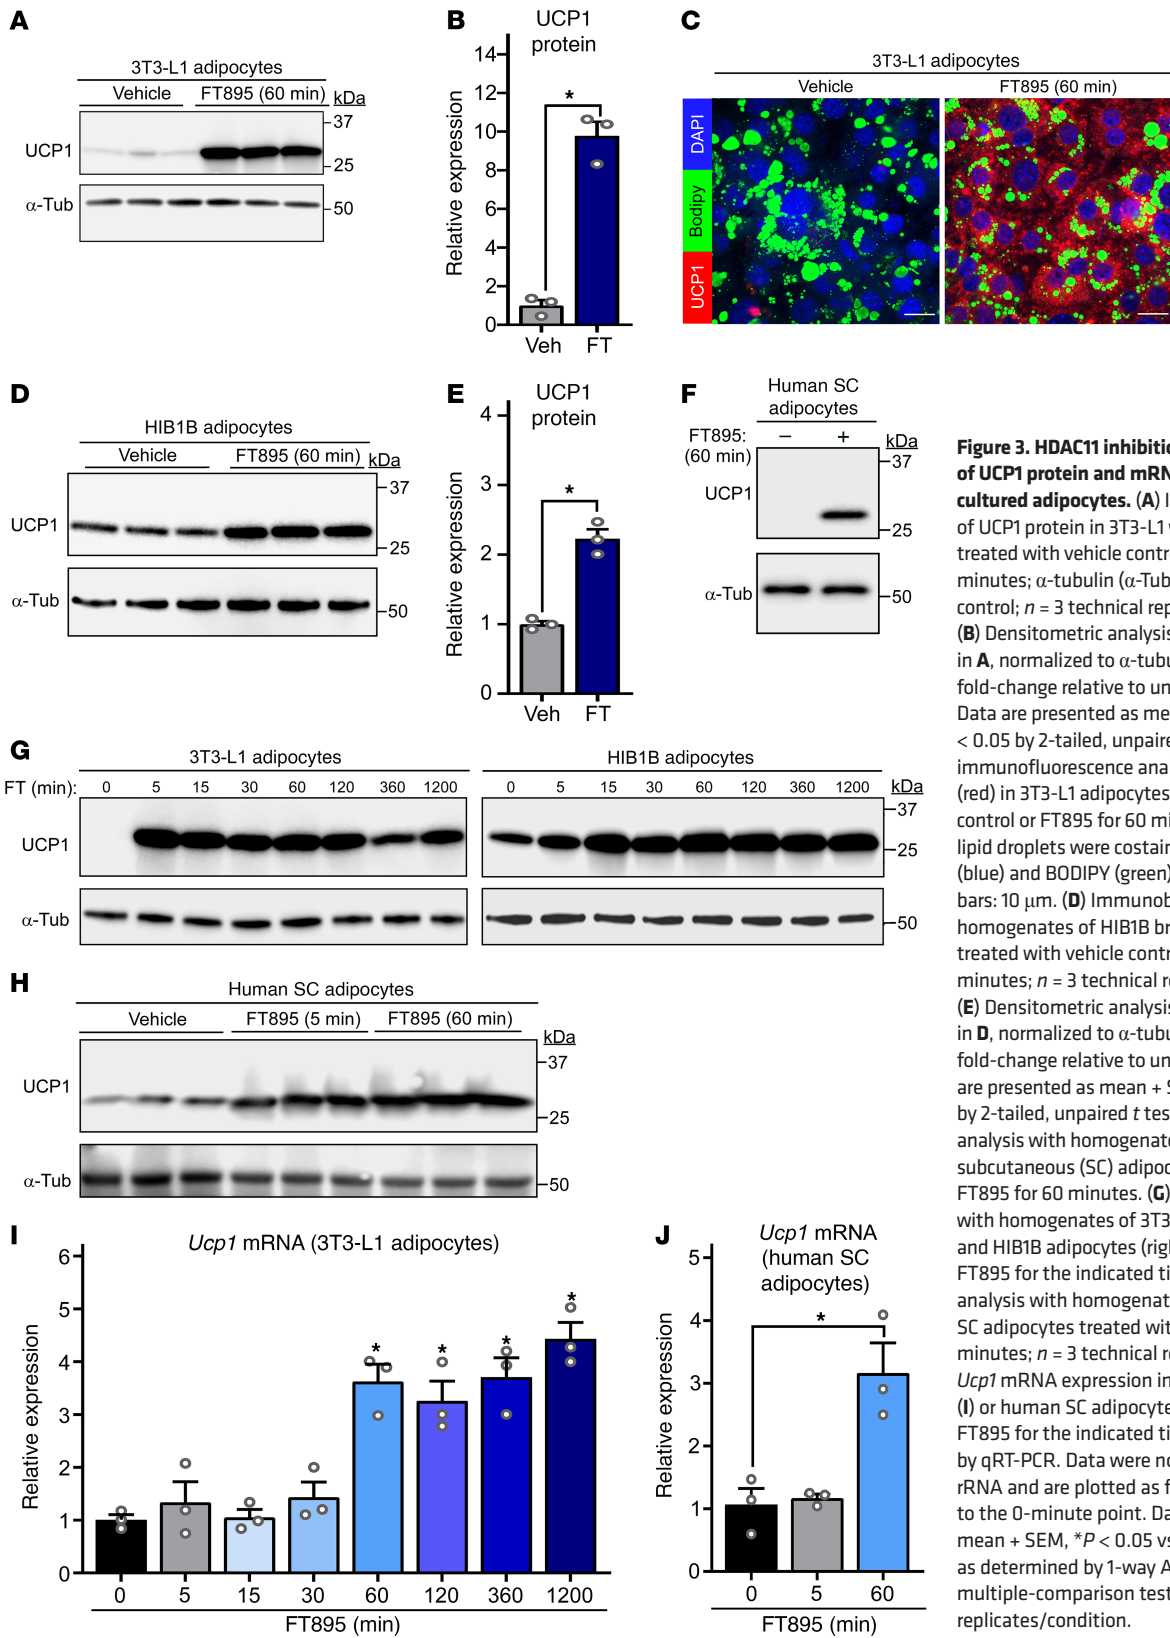 A
3T3-L1 adipocytes
Vehicle FT895 (60 min) kDa
37
UCP1
25
α-Tub
50
B
UCP1
protein
Relative expression
14
12
10
8
6
4
2
0
*
Veh FT
C
3T3-L1 adipocytes
Vehicle FT895 (60 min)
DAPI
Bodipy
UCP1
D
HIB1B adipocytes
Vehicle FT895 (60 min) kDa
37
UCP1
25
α-Tub
50
E
UCP1
protein
Relative expression
4
3
2
1
0
*
Veh FT
F
Human SC
adipocytes
FT895: – + kDa
(60 min)
37
UCP1
25
α-Tub
50
G
3T3-L1 adipocytes HIB1B adipocytes
FT (min): 0 5 15 30 60 120 360 1200 0 5 15 30 60 120 360 1200 kDa
37
UCP1
25
α-Tub
50
H
Human SC adipocytes
Vehicle FT895 (5 min) FT895 (60 min)
kDa
37
UCP1
25
α-Tub
50
I
Ucp1 mRNA (3T3-L1 adipocytes)
Relative expression
6
5
4
3
2
1
0
* * * *
0 5 15 30 60 120 360 1200
FT895 (min)
J
Ucp1 mRNA
(human SC
adipocytes)
Relative expression
5
4
3
2
1
0
*
0 5 60
FT895 (min)
Figure 3. HDAC11 inhibitio
of UCP1 protein and mRN
cultured adipocytes. (A) I
of UCP1 protein in 3T3-L1
treated with vehicle contr
minutes; α-tubulin (α-Tub
control; n = 3 technical rep
(B) Densitometric analysis
in A, normalized to α-tubu
fold-change relative to un
Data are presented as me
< 0.05 by 2-tailed, unpaire
immunofluorescence ana
(red) in 3T3-L1 adipocytes
control or FT895 for 60 mi
lipid droplets were costain
(blue) and BODIPY (green)
bars: 10 μm. (D) Immunob
homogenates of HIB1B br
treated with vehicle contr
minutes; n = 3 technical re
(E) Densitometric analysis
in D, normalized to α-tubu
fold-change relative to un
are presented as mean + S
by 2-tailed, unpaired t tes
analysis with homogenate
subcutaneous (SC) adipoc
FT895 for 60 minutes. (G)
with homogenates of 3T3
and HIB1B adipocytes (righ
FT895 for the indicated ti
analysis with homogenat
SC adipocytes treated wit
minutes; n = 3 technical re
Ucp1 mRNA expression in
(I) or human SC adipocyte
FT895 for the indicated ti
by qRT-PCR. Data were no
rRNA and are plotted as f
to the 0-minute point. Da
mean + SEM, *P < 0.05 vs
as determined by 1-way A
multiple-comparison test
replicates/condition.